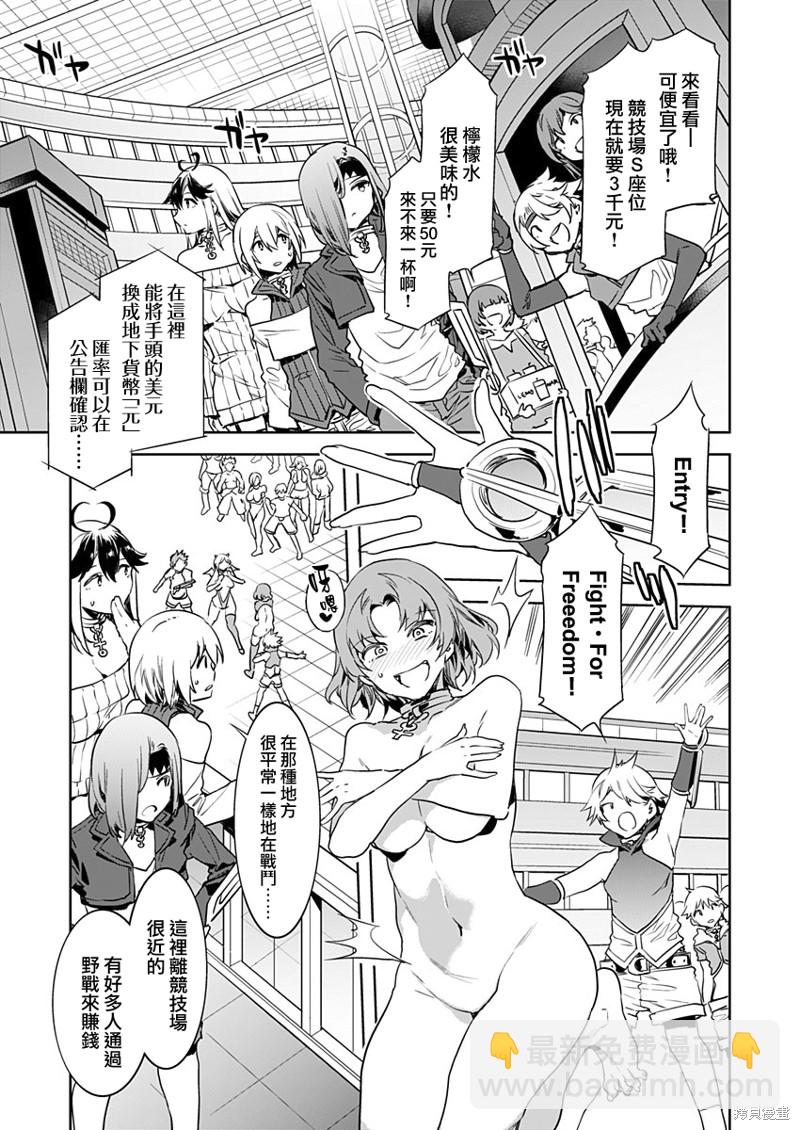 來看看—
可便宜了哦！
競技場S座位
現在就要3千元！
檸檬水
很美味的！
只要50元
來不來一杯啊！
在這裡
能將手頭的美元
換成地下貨幣「元」
匯率可以在
公告欄確認……
ガヤ
ガヤ
ガヤ
Entry—!
Fight・For
Freeedom—!
呀嗯♥
在那種地方
很平常一樣地在戰鬥……
這裡離競技場
很近的
有好多人通過
野戰來賺錢
👇最新免费漫画👇
www.baozimh.com
拷貝漫畫